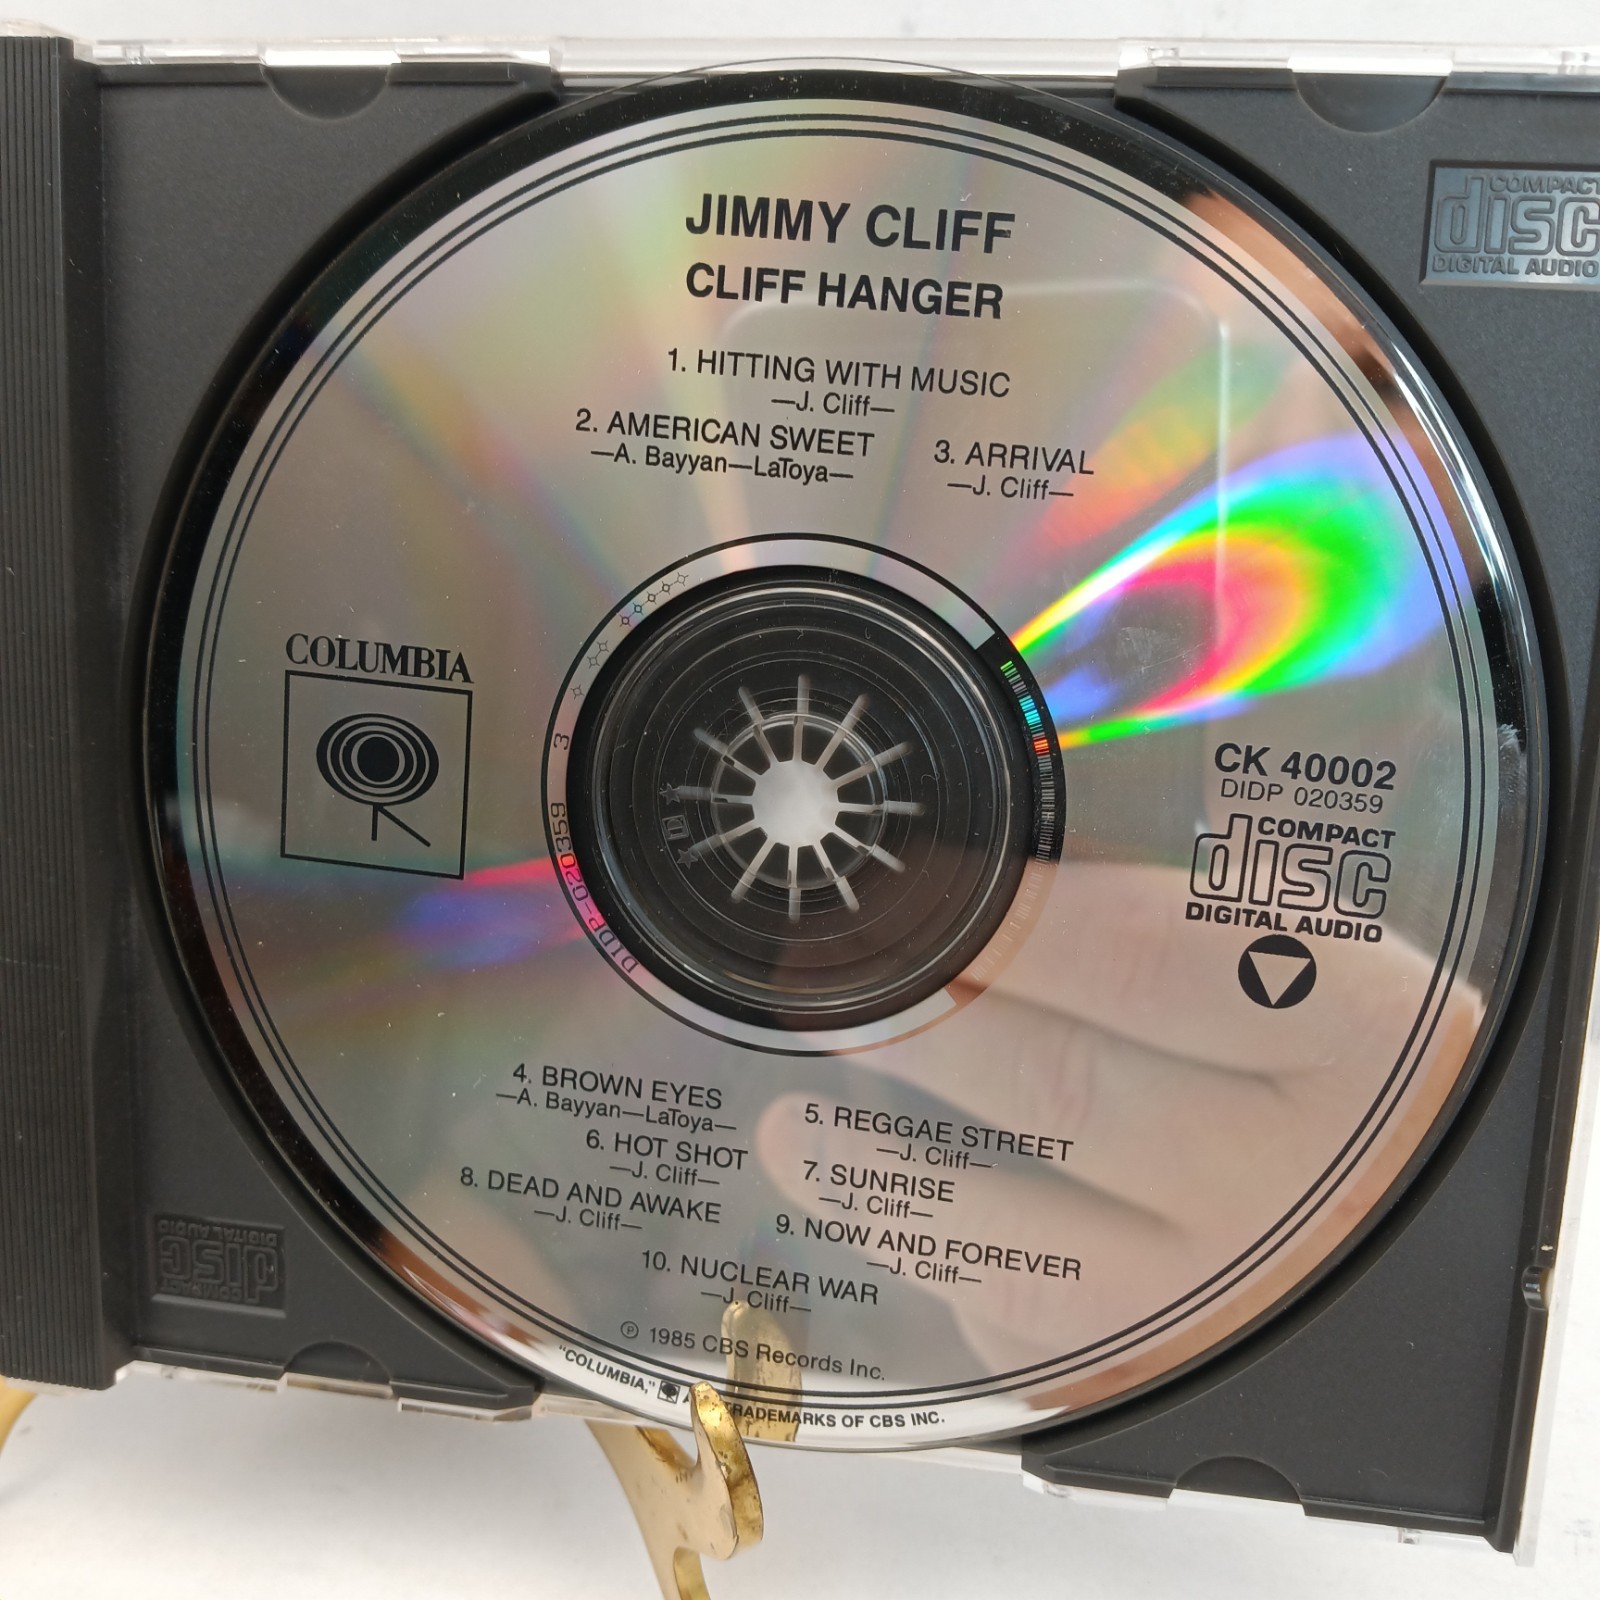 JIMMY CLIFF
CLIFF HANGER
1. HITTING WITH MUSIC
—J. Cliff—
2. AMERICAN SWEET
—A. Bayyan—LaToya—
3. ARRIVAL
—J. Cliff—
COLUMBIA
CK 40002
DIDP 020359
COMPACT
disc
DIGITAL AUDIO
DIDP-020359 3
4. BROWN EYES
—A. Bayyan—LaToya—
5. REGGAE STREET
—J. Cliff—
6. HOT SHOT
—J. Cliff—
7. SUNRISE
—J. Cliff—
8. DEAD AND AWAKE
—J. Cliff—
9. NOW AND FOREVER
—J. Cliff—
10. NUCLEAR WAR
—J. Cliff—
℗ 1985 CBS Records Inc.
"COLUMBIA," TRADEMARKS OF CBS INC.
COMPACT
disc
DIGITAL AUDIO
COMPACT
disc
DIGITAL AUDIO